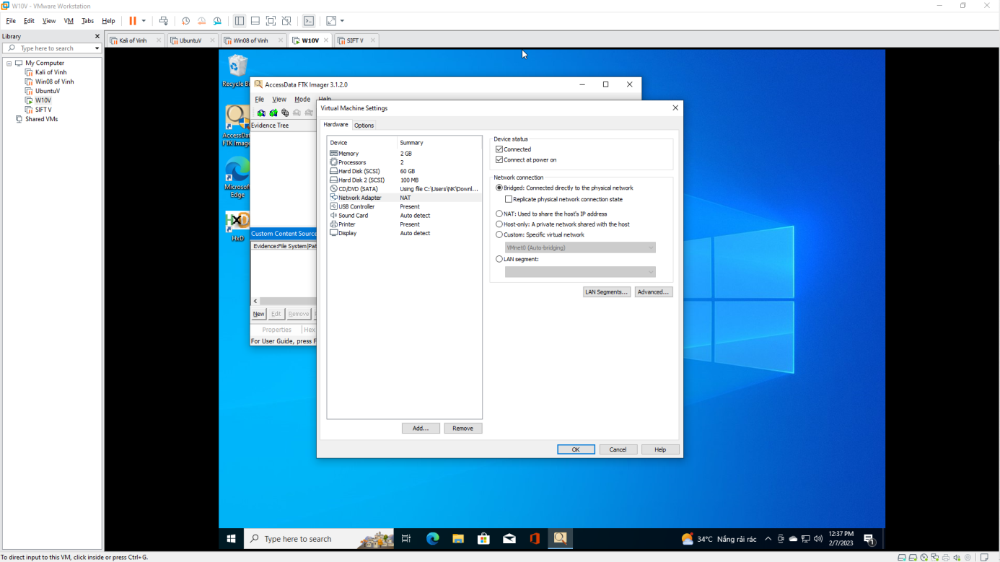 W10V - VMware Workstation
File Edit View VM Tabs Help
Library
Type here to search
My Computer
Kali of Vinh
Win08 of Vinh
UbuntuV
W10V
SIFT V
Shared VMs
Kali of Vinh UbuntuV Win08 of Vinh W10V SIFT V
Recycle Bi
AccessDat
FTK Image
Microsof
Edge
HxD
AccessData FTK Imager 3.1.2.0
File View Mode Help
Evidence Tree
Custom Content Source
Evidence:File System|Pat
New Edit Remove
Properties Hex
For User Guide, press F
Virtual Machine Settings
Hardware Options
Device Summary
Memory 2 GB
Processors 2
Hard Disk (SCSI) 60 GB
Hard Disk 2 (SCSI) 100 MB
CD/DVD (SATA) Using file C:\Users\NK\Downl...
Network Adapter NAT
USB Controller Present
Sound Card Auto detect
Printer Present
Display Auto detect
Add... Remove
Device status
Connected
Connect at power on
Network connection
Bridged: Connected directly to the physical network
Replicate physical network connection state
NAT: Used to share the host's IP address
Host-only: A private network shared with the host
Custom: Specific virtual network
VMnet0 (Auto-bridging)
LAN segment:
LAN Segments... Advanced...
OK Cancel Help
Type here to search
34°C Nắng rải rác
12:37 PM
2/7/2023
1
To direct input to this VM, click inside or press Ctrl+G.